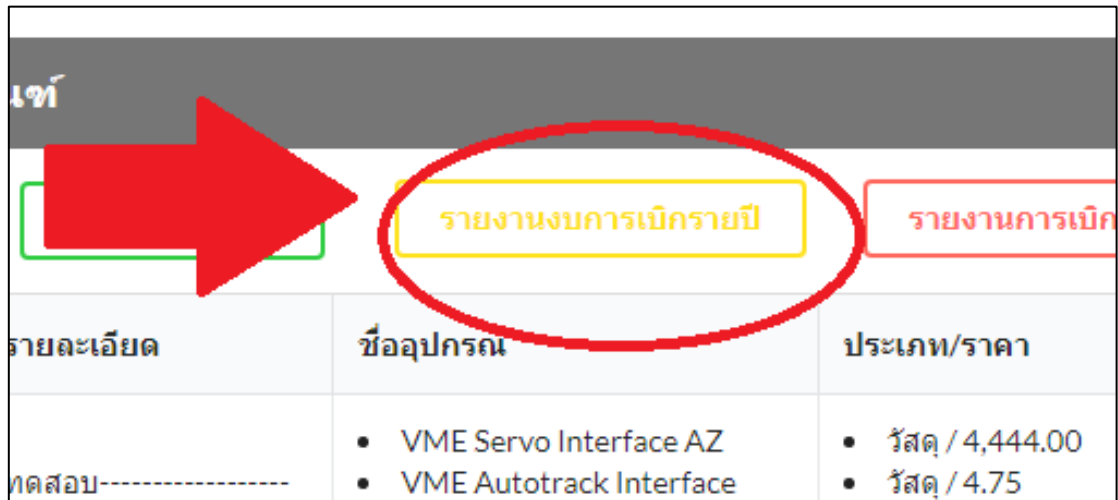 รายงานงบการเบิกรายปี
รายงานการเบิก
รายละเอียด ชื่ออุปกรณ์ ประเภท/ราคา
• VME Servo Interface AZ • วัสดุ / 4,444.00
ทดสอบ------------------ • VME Autotrack Interface • วัสดุ / 4.75